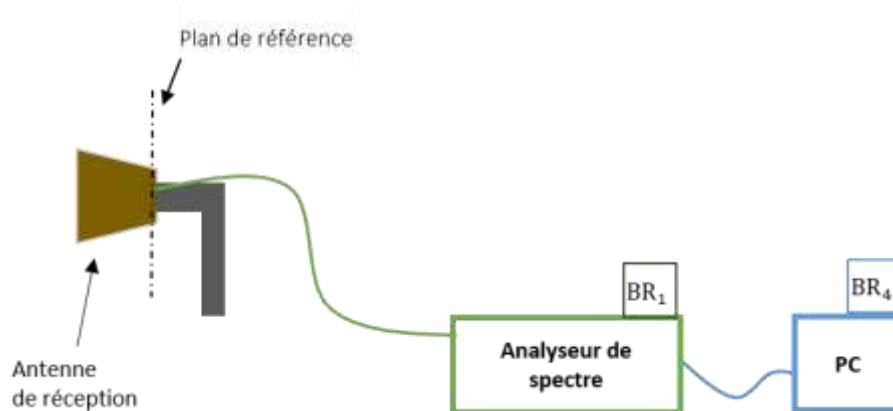 Plan de référence
BR₁
BR₄
Analyseur de
spectre
PC
Antenne
de réception